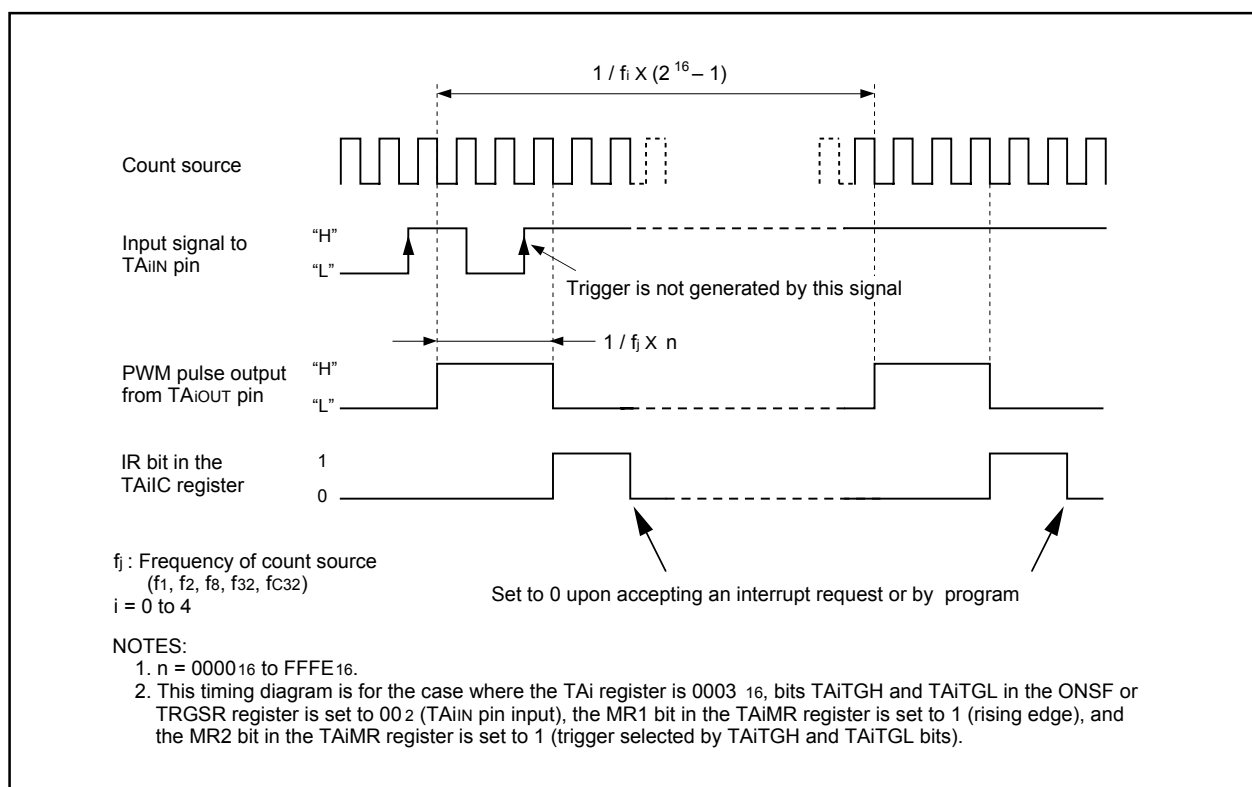 1 / fi X (2 16 – 1)
Count source
Input signal to
TAiIN pin
“H”
“L”
Trigger is not generated by this signal
1 / fj X n
PWM pulse output
from TAiOUT pin
“H”
“L”
IR bit in the
TAiIC register
1
0
fj : Frequency of count source
(f1, f2, f8, f32, fC32)
i = 0 to 4
Set to 0 upon accepting an interrupt request or by program
NOTES:
1. n = 000016 to FFFE16.
2. This timing diagram is for the case where the TAi register is 0003 16, bits TAiTGH and TAiTGL in the ONSF or
TRGSR register is set to 00 2 (TAiIN pin input), the MR1 bit in the TAiMR register is set to 1 (rising edge), and
the MR2 bit in the TAiMR register is set to 1 (trigger selected by TAiTGH and TAiTGL bits).